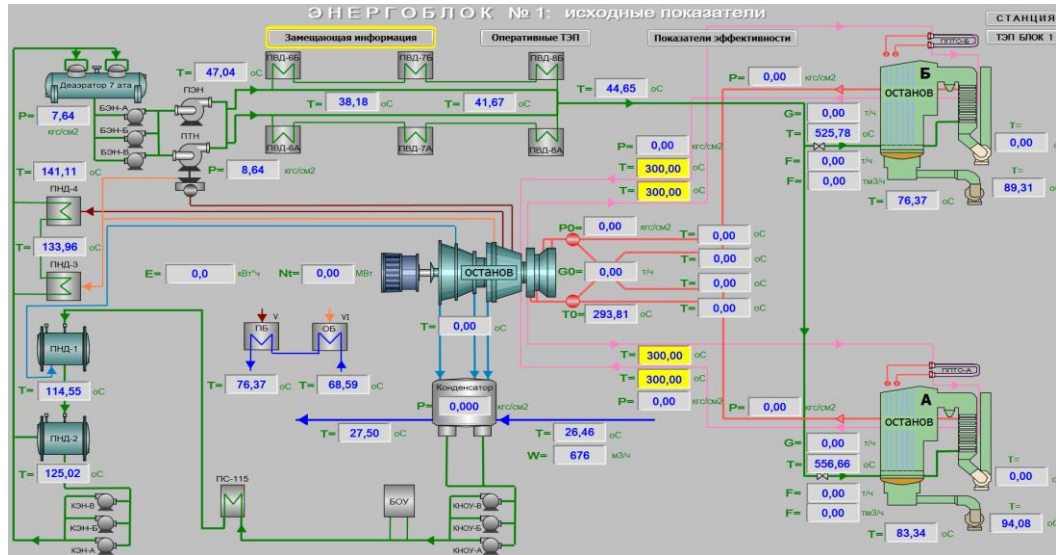 ЭНЕРГОБЛОК № 1: исходные показатели
СТАНЦИЯ
Замещающая информация
Оперативные ТЭП
Показатели эффективности
ТЭП БЛОК 1
Деаэратор 7 ата
P= 7,64 кгс/см2
БЭН-А
БЭН-Б
БЭН-В
ПЭН
ПТН
T= 47,04 оС
P= 8,64 кгс/см2
ПВД-6Б
ПВД-7Б
ПВД-8Б
T= 38,18 оС
T= 41,67 оС
T= 44,65 оС
ПВД-6А
ПВД-7А
ПВД-8А
P= 0,00 кгс/см2
ППТО-Б
Б
останов
G= 0,00 т/ч
T= 525,78 оС
F= 0,00 т/ч
F= 0,00 тм3/ч
T= 0,00
T= 89,31
T= 76,37 оС
P= 0,00 кгс/см2
T= 300,00 оС
T= 300,00 оС
T= 141,11 оС
ПНД-4
T= 133,96 оС
ПНД-3
E= 0,0 кВт*ч
Nt= 0,00 МВт
останов
P0= 0,00 кгс/см2
G0= 0,00 т/ч
T0= 293,81 оС
T= 0,00 оС
T= 0,00 оС
T= 0,00 оС
T= 0,00 оС
T= 0,00 оС
ПБ V
ОБ VI
T= 76,37 оС
T= 68,59 оС
ПНД-1
T= 114,55 оС
ПНД-2
T= 125,02 оС
Конденсатор
P= 0,000 кгс/см2
T= 27,50 оС
T= 26,46 оС
W= 676 м3/ч
T= 300,00 оС
T= 300,00 оС
P= 0,00 кгс/см2
P= 0,00 кгс/см2
ППТО-А
А
останов
G= 0,00 т/ч
T= 556,66 оС
F= 0,00 т/ч
F= 0,00 тм3/ч
T= 0,00
T= 94,08
T= 83,34 оС
ПС-115
БОУ
КЭН-В
КЭН-Б
КЭН-А
КНОУ-В
КНОУ-Б
КНОУ-А